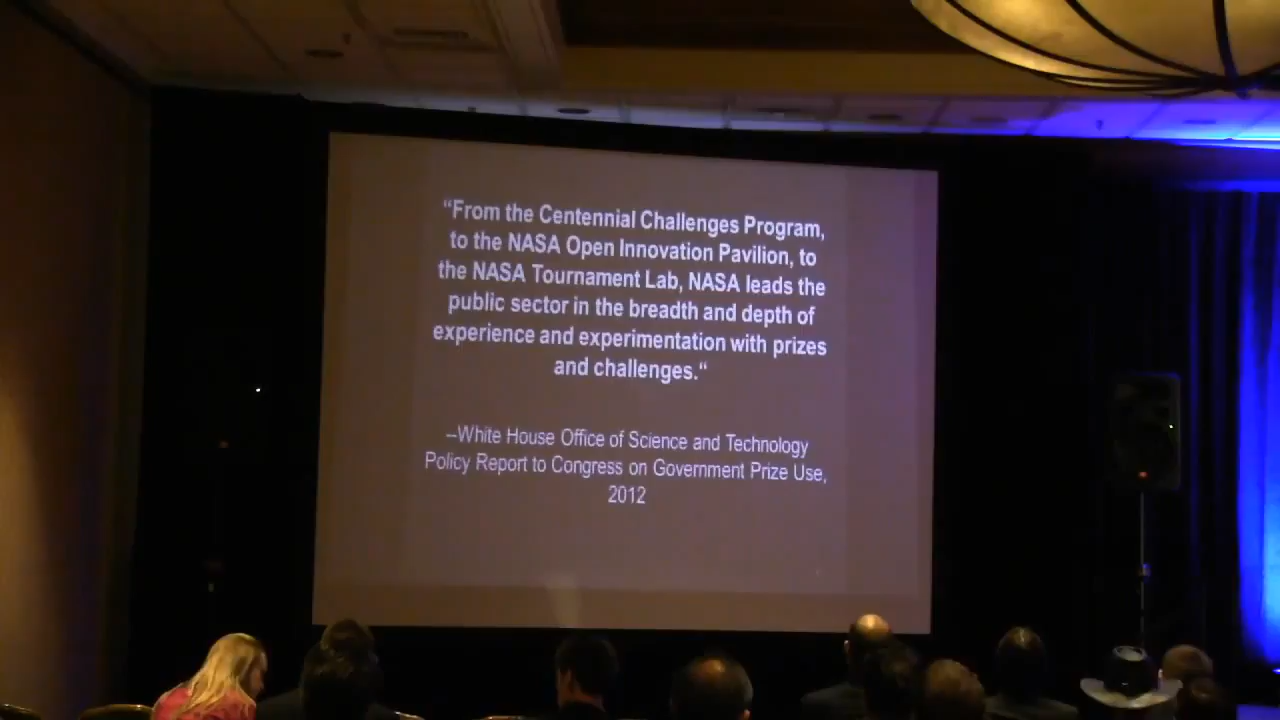 “From the Centennial Challenges Program,
to the NASA Open Innovation Pavilion, to
the NASA Tournament Lab, NASA leads the
public sector in the breadth and depth of
experience and experimentation with prizes
and challenges.“
--White House Office of Science and Technology
Policy Report to Congress on Government Prize Use,
2012